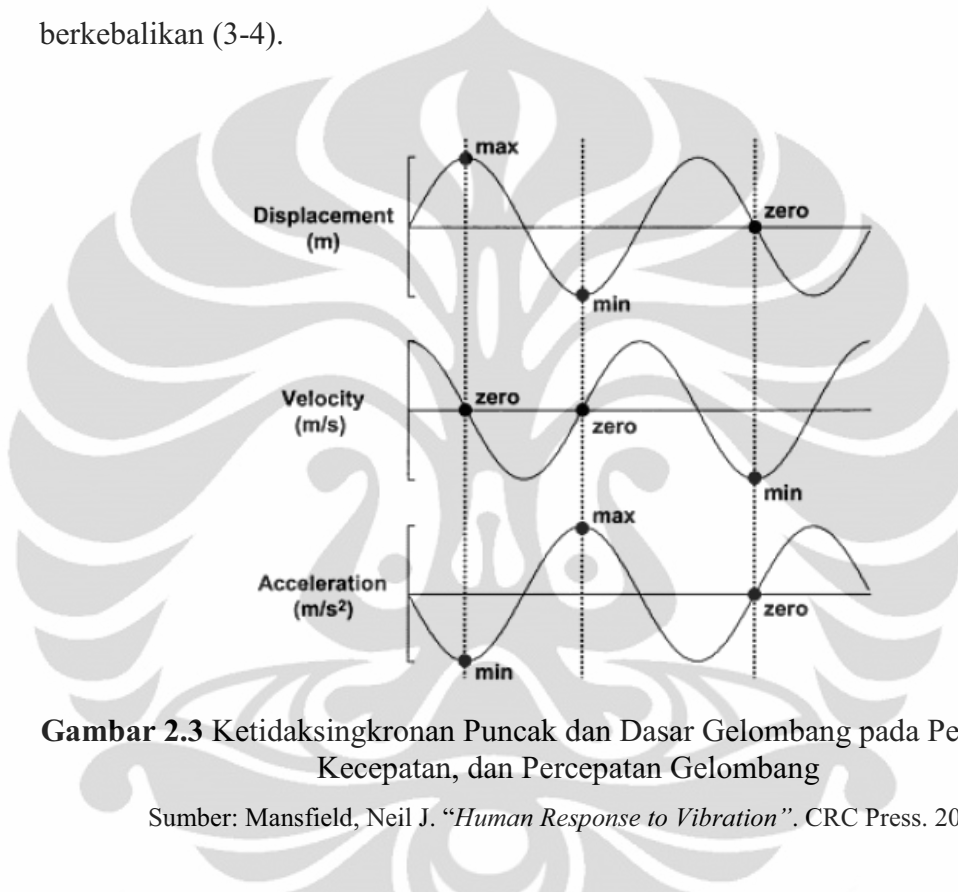 berkebalikan (3-4).
max
Displacement
(m)
zero
min
Velocity
(m/s)
zero
zero
min
max
Acceleration
(m/s²)
zero
min
Gambar 2.3 Ketidaksingkronan Puncak dan Dasar Gelombang pada
Kecepatan, dan Percepatan Gelombang
Sumber: Mansfield, Neil J. “Human Response to Vibration”. CRC Press.